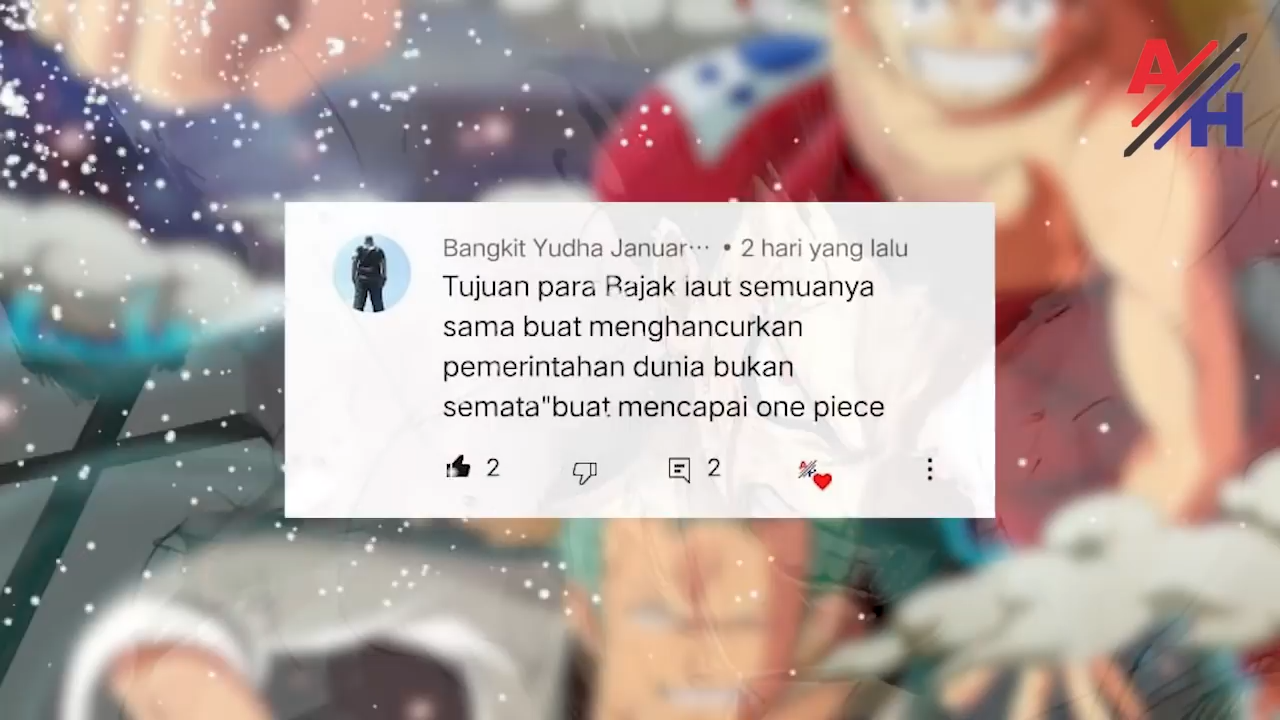 A/H
Bangkit Yudha Januar··· • 2 hari yang lalu
Tujuan para Bajak laut semuanya
sama buat menghancurkan
pemerintahan dunia bukan
semata"buat mencapai one piece
2 2